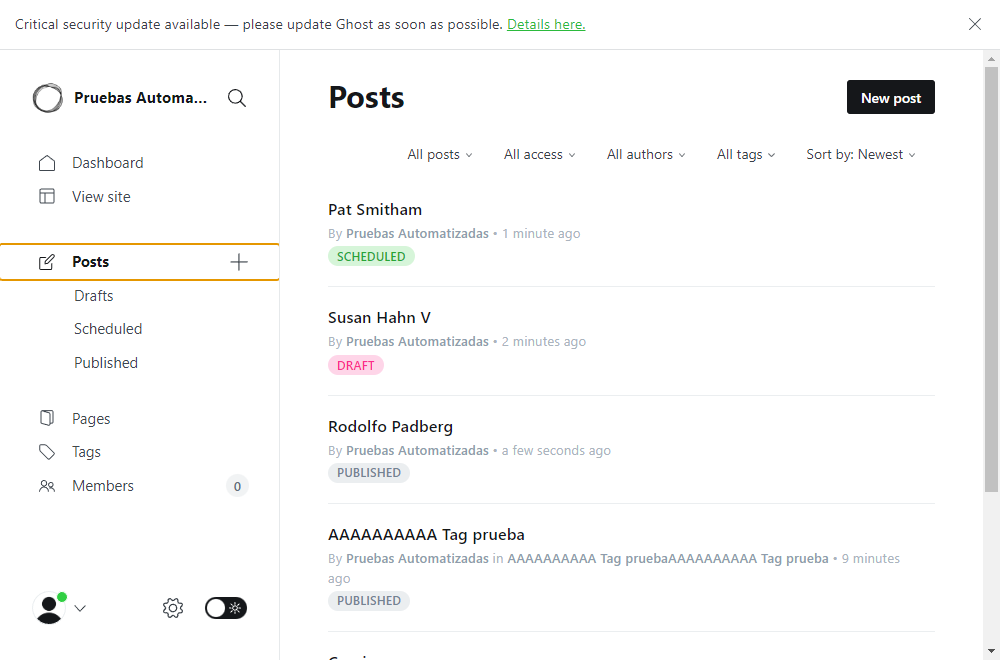 Critical security update available — please update Ghost as soon as possible. Details here.
Pruebas Automa...
Dashboard
View site
Posts
Drafts
Scheduled
Published
Pages
Tags
Members
0
Posts
New post
All posts
All access
All authors
All tags
Sort by: Newest
Pat Smitham
By Pruebas Automatizadas • 1 minute ago
SCHEDULED
Susan Hahn V
By Pruebas Automatizadas • 2 minutes ago
DRAFT
Rodolfo Padberg
By Pruebas Automatizadas • a few seconds ago
PUBLISHED
AAAAAAAAAA Tag prueba
By Pruebas Automatizadas in AAAAAAAAAA Tag pruebaAAAAAAAAAA Tag prueba • 9 minutes
ago
PUBLISHED